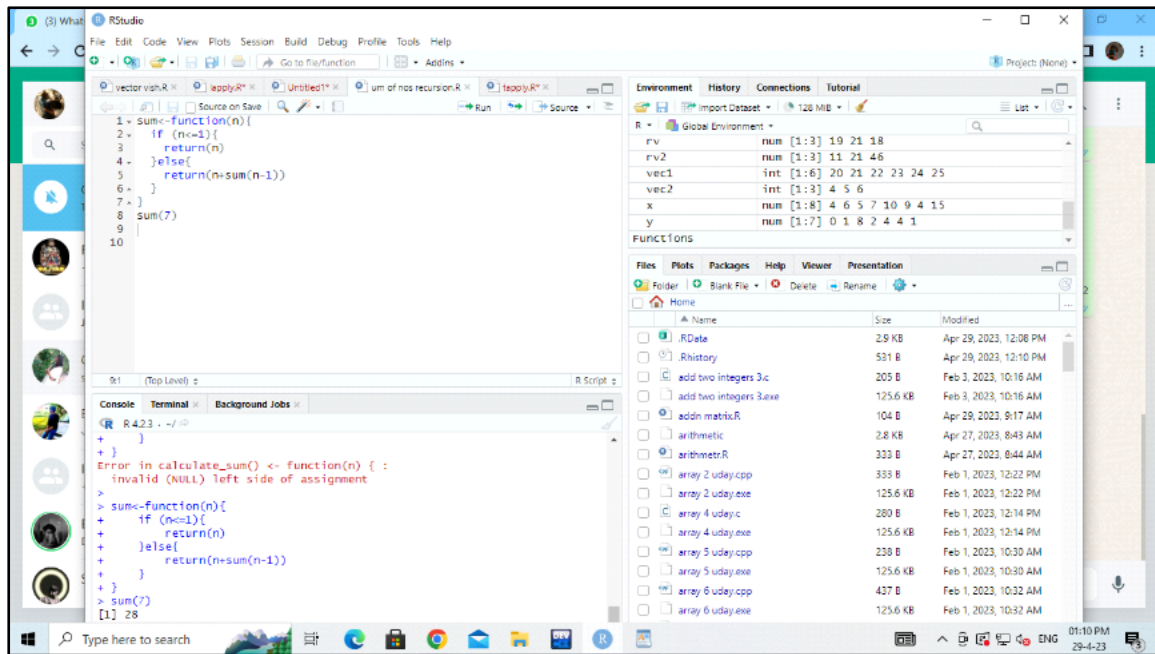 (3) What
RStudio
File Edit Code View Plots Session Build Debug Profile Tools Help
Go to file/function
Addins
Project: (None)
vector vish.R
lapply.R*
Untitled1*
um of nos recursion.R
tapply.R*
Source on Save
Run
Source
1 sum<-function(n){
2 if (n<=1){
3 return(n)
4 }else{
5 return(n+sum(n-1))
6 }
7 }
8 sum(7)
9
10
9:1 (Top Level) R Script
Console Terminal Background Jobs
R 4.2.3 . ~/
+ }
+ }
Error in calculate_sum() <- function(n) { :
invalid (NULL) left side of assignment
>
> sum<-function(n){
+ if (n<=1){
+ return(n)
+ }else{
+ return(n+sum(n-1))
+ }
+ }
> sum(7)
[1] 28
Environment History Connections Tutorial
Import Dataset 128 MiB List
R Global Environment
rv num [1:3] 19 21 18
rv2 num [1:3] 11 21 46
vec1 int [1:6] 20 21 22 23 24 25
vec2 int [1:3] 4 5 6
x num [1:8] 4 6 5 7 10 9 4 15
y num [1:7] 0 1 8 2 4 4 1
Functions
Files Plots Packages Help Viewer Presentation
Folder Blank File Delete Rename
Home
Name Size Modified
.RData 2.9 KB Apr 29, 2023, 12:08 PM
.Rhistory 531 B Apr 29, 2023, 12:10 PM
add two integers 3.c 205 B Feb 3, 2023, 10:16 AM
add two integers 3.exe 125.6 KB Feb 3, 2023, 10:16 AM
addn matrix.R 104 B Apr 29, 2023, 9:17 AM
arithmetic 2.8 KB Apr 27, 2023, 8:43 AM
arithmetr.R 333 B Apr 27, 2023, 8:44 AM
array 2 uday.cpp 333 B Feb 1, 2023, 12:22 PM
array 2 uday.exe 125.6 KB Feb 1, 2023, 12:22 PM
array 4 uday.c 280 B Feb 1, 2023, 12:14 PM
array 4 uday.exe 125.6 KB Feb 1, 2023, 12:14 PM
array 5 uday.cpp 238 B Feb 1, 2023, 10:30 AM
array 5 uday.exe 125.6 KB Feb 1, 2023, 10:30 AM
array 6 uday.cpp 437 B Feb 1, 2023, 10:32 AM
array 6 uday.exe 125.6 KB Feb 1, 2023, 10:32 AM
Type here to search
DEV
R
ENG
01:10 PM
29-4-23
3